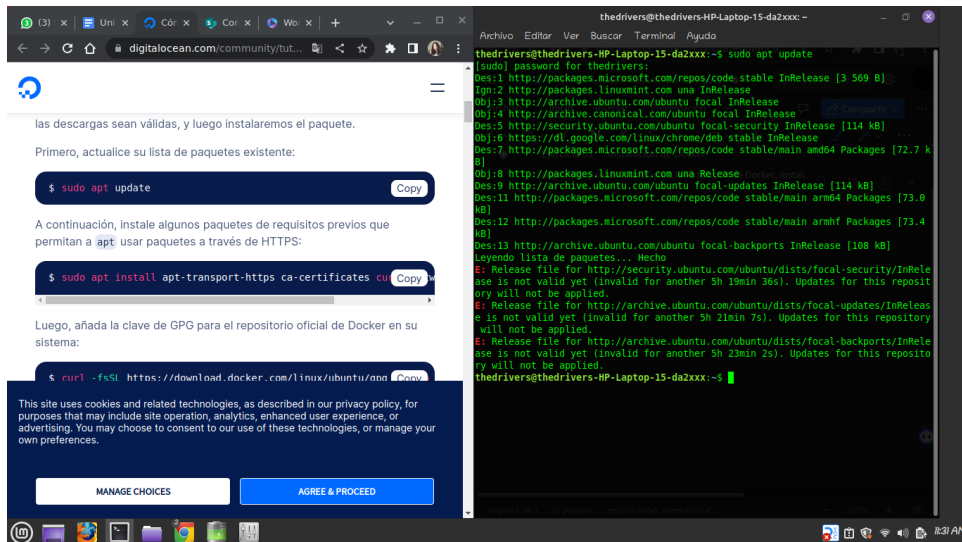 (3)
Uni
Cór
Cor
Wor
digitalocean.com/community/tut...
las descargas sean válidas, y luego instalaremos el paquete.
Primero, actualice su lista de paquetes existente:
$ sudo apt update
Copy
A continuación, instale algunos paquetes de requisitos previos que
permitan a apt usar paquetes a través de HTTPS:
$ sudo apt install apt-transport-https ca-certificates cu
Copy
Luego, añada la clave de GPG para el repositorio oficial de Docker en su
sistema:
$ curl -fsSL https://download.docker.com/linux/ubuntu/gpg
Copy
This site uses cookies and related technologies, as described in our privacy policy, for
purposes that may include site operation, analytics, enhanced user experience, or
advertising. You may choose to consent to our use of these technologies, or manage your
own preferences.
MANAGE CHOICES
AGREE & PROCEED
thedrivers@thedrivers-HP-Laptop-15-da2xxx: ~
Archivo Editar Ver Buscar Terminal Ayuda
thedrivers@thedrivers-HP-Laptop-15-da2xxx:~$ sudo apt update
[sudo] password for thedrivers:
Des:1 http://packages.microsoft.com/repos/code stable InRelease [3 569 B]
Ign:2 http://packages.linuxmint.com una InRelease
Obj:3 http://archive.ubuntu.com/ubuntu focal InRelease
Obj:4 http://archive.canonical.com/ubuntu focal InRelease
Des:5 http://security.ubuntu.com/ubuntu focal-security InRelease [114 kB]
Obj:6 https://dl.google.com/linux/chrome/deb stable InRelease
Des:7 http://packages.microsoft.com/repos/code stable/main amd64 Packages [72.7 k
B]
Obj:8 http://packages.linuxmint.com una Release
Des:9 http://archive.ubuntu.com/ubuntu focal-updates InRelease [114 kB]
Des:11 http://packages.microsoft.com/repos/code stable/main arm64 Packages [73.0
kB]
Des:12 http://packages.microsoft.com/repos/code stable/main armhf Packages [73.4
kB]
Des:13 http://archive.ubuntu.com/ubuntu focal-backports InRelease [108 kB]
Leyendo lista de paquetes... Hecho
E: Release file for http://security.ubuntu.com/ubuntu/dists/focal-security/InRele
ase is not valid yet (invalid for another 5h 19min 36s). Updates for this reposit
ory will not be applied.
E: Release file for http://archive.ubuntu.com/ubuntu/dists/focal-updates/InReleas
e is not valid yet (invalid for another 5h 21min 7s). Updates for this repository
will not be applied.
E: Release file for http://archive.ubuntu.com/ubuntu/dists/focal-backports/InRele
ase is not valid yet (invalid for another 5h 23min 2s). Updates for this reposito
ry will not be applied.
thedrivers@thedrivers-HP-Laptop-15-da2xxx:~$
11:31 AM